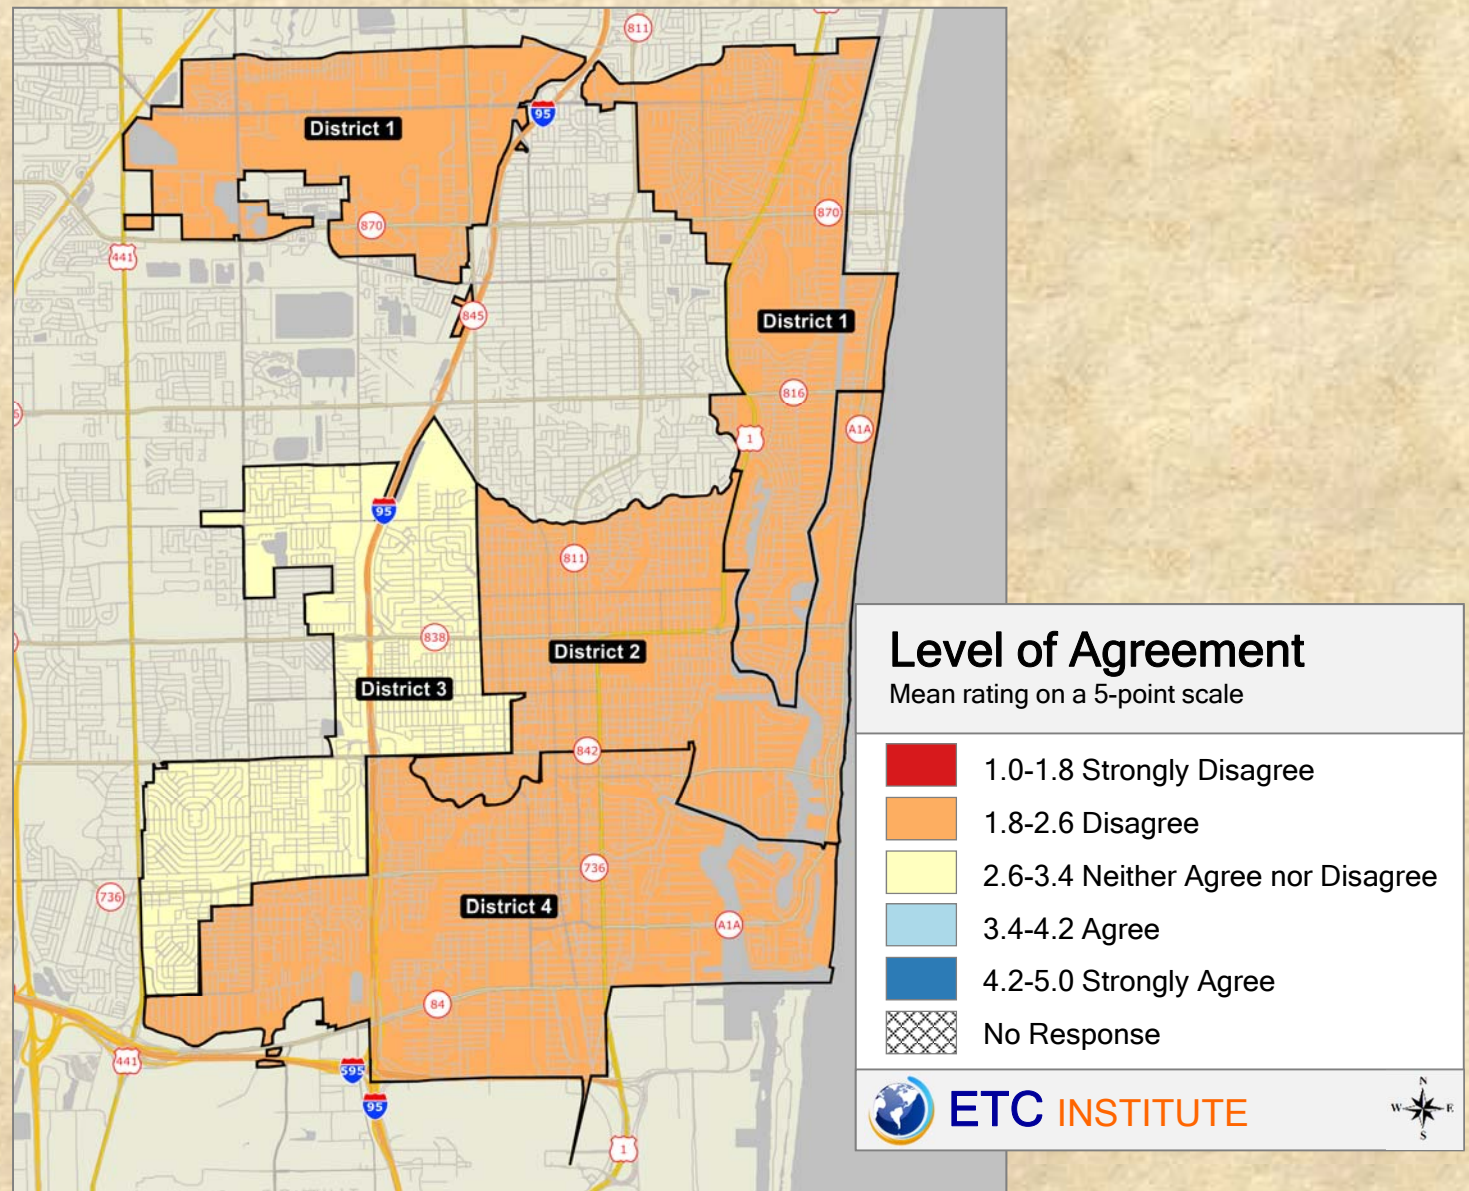 811
95
District 1
870
870
441
845
District 1
816
A1A
1
95
811
838
District 2
District 3
842
736
736
District 4
A1A
84
441
595
95
1
Level of Agreement
Mean rating on a 5-point scale
1.0-1.8 Strongly Disagree
1.8-2.6 Disagree
2.6-3.4 Neither Agree nor Disagree
3.4-4.2 Agree
4.2-5.0 Strongly Agree
No Response
ETC INSTITUTE
N
W E
S